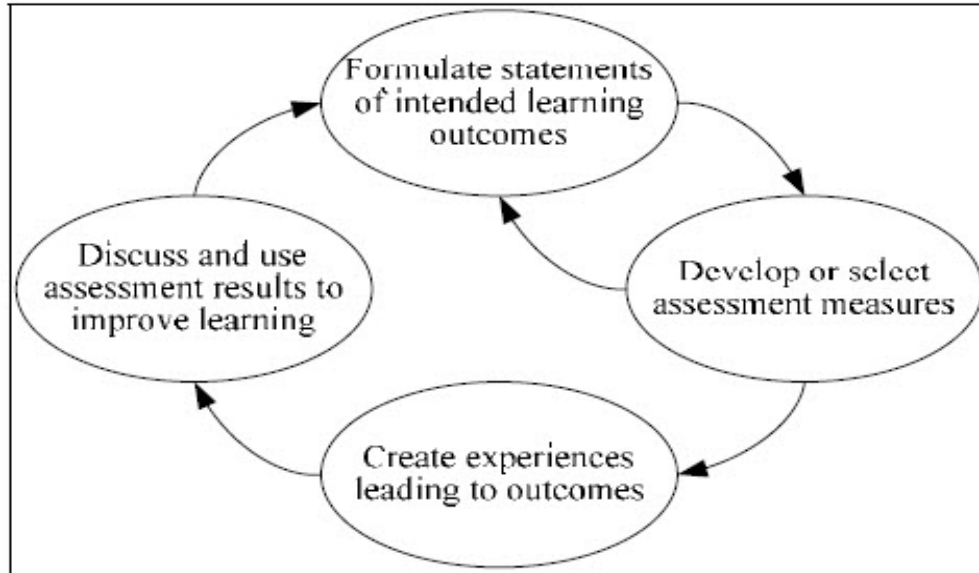 Formulate statements
of intended learning
outcomes
Discuss and use
assessment results to
improve learning
Develop or select
assessment measures
Create experiences
leading to outcomes